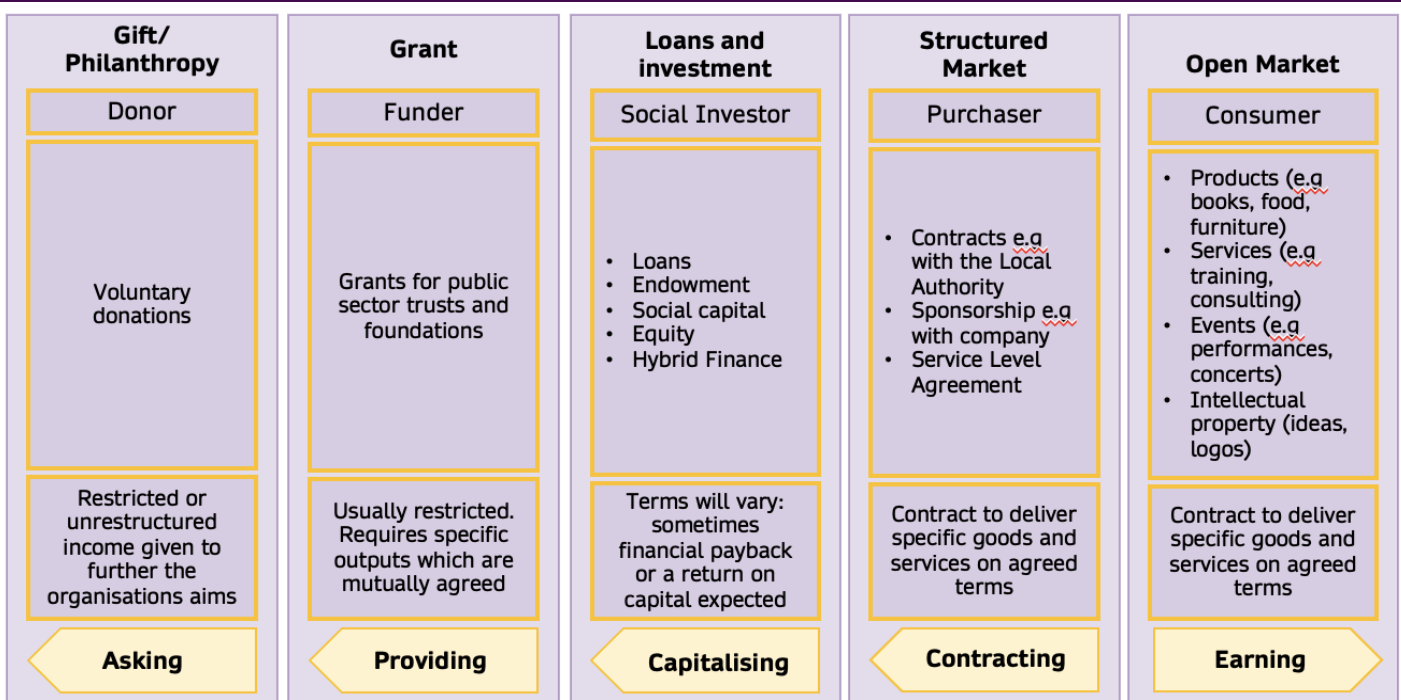 Gift/
Philanthropy
Donor
Voluntary
donations
Restricted or
unrestructured
income given to
further the
organisations aims
Asking
Grant
Funder
Grants for public
sector trusts and
foundations
Usually restricted.
Requires specific
outputs which are
mutually agreed
Providing
Loans and
investment
Social Investor
• Loans
• Endowment
• Social capital
• Equity
• Hybrid Finance
Terms will vary:
sometimes
financial payback
or a return on
capital expected
Capitalising
Structured
Market
Purchaser
• Contracts e.g
with the Local
Authority
• Sponsorship e.g
with company
• Service Level
Agreement
Contract to deliver
specific goods and
services on agreed
terms
Contracting
Open Market
Consumer
• Products (e.g
books, food,
furniture)
• Services (e.g
training,
consulting)
• Events (e.g
performances,
concerts)
• Intellectual
property (ideas,
logos)
Contract to deliver
specific goods and
services on agreed
terms
Earning